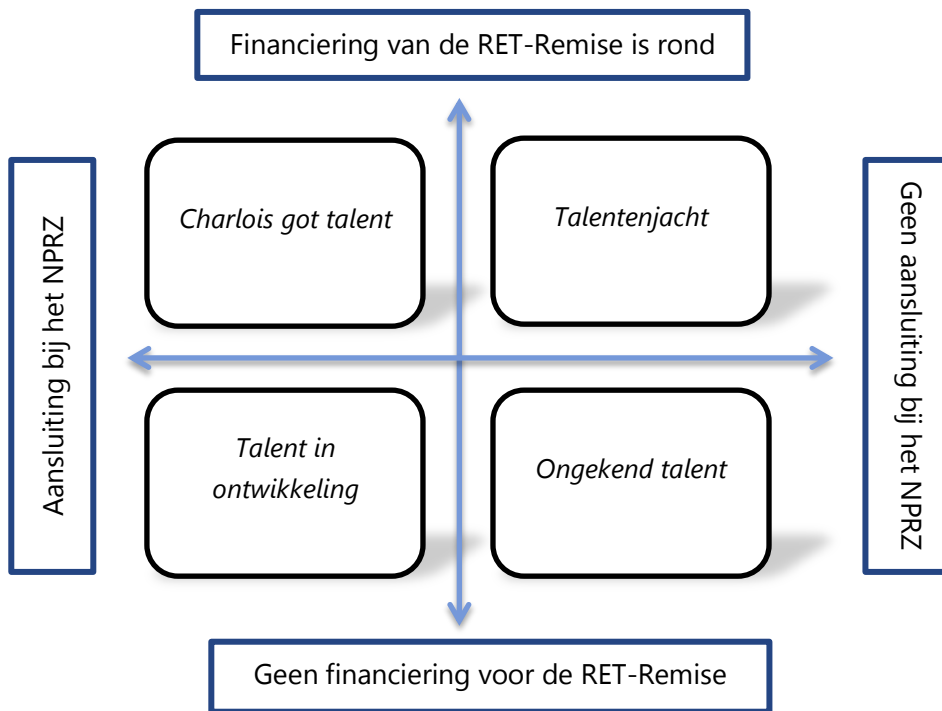 Financiering van de RET-Remise is rond
Aansluiting bij het NPRZ
Charlois got talent
Talentenjacht
Geen aansluiting bij het NPRZ
Talent in
ontwikkeling
Ongekend talent
Geen financiering voor de RET-Remise